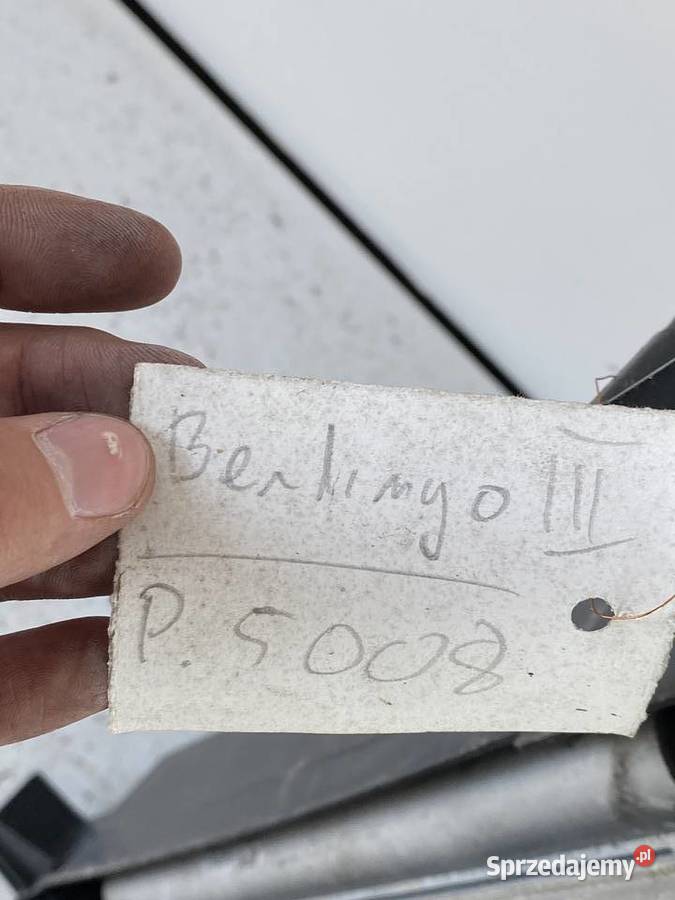 Berlingo III
P. 5008
Sprzedajemy.pl